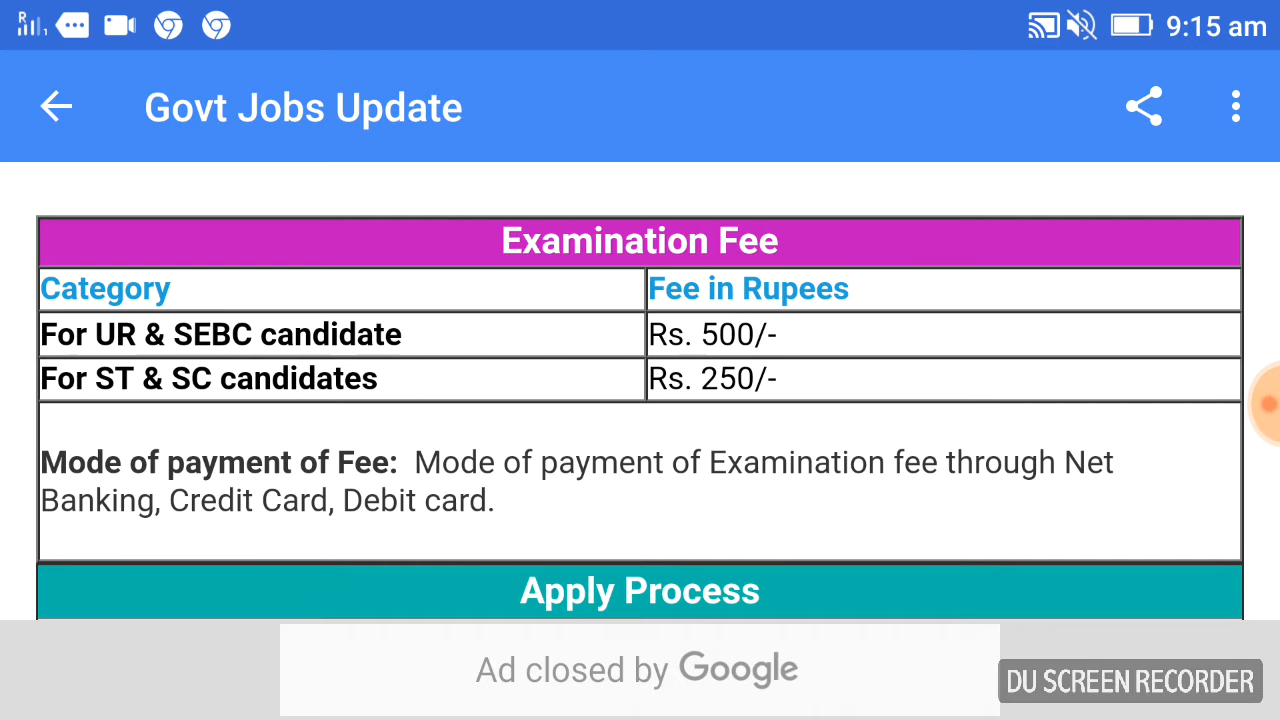 R 1 9:15 am
Govt Jobs Update
Examination Fee
Category Fee in Rupees
For UR & SEBC candidate Rs. 500/-
For ST & SC candidates Rs. 250/-
Mode of payment of Fee: Mode of payment of Examination fee through Net
Banking, Credit Card, Debit card.
Apply Process
Ad closed by Google
DU SCREEN RECORDER